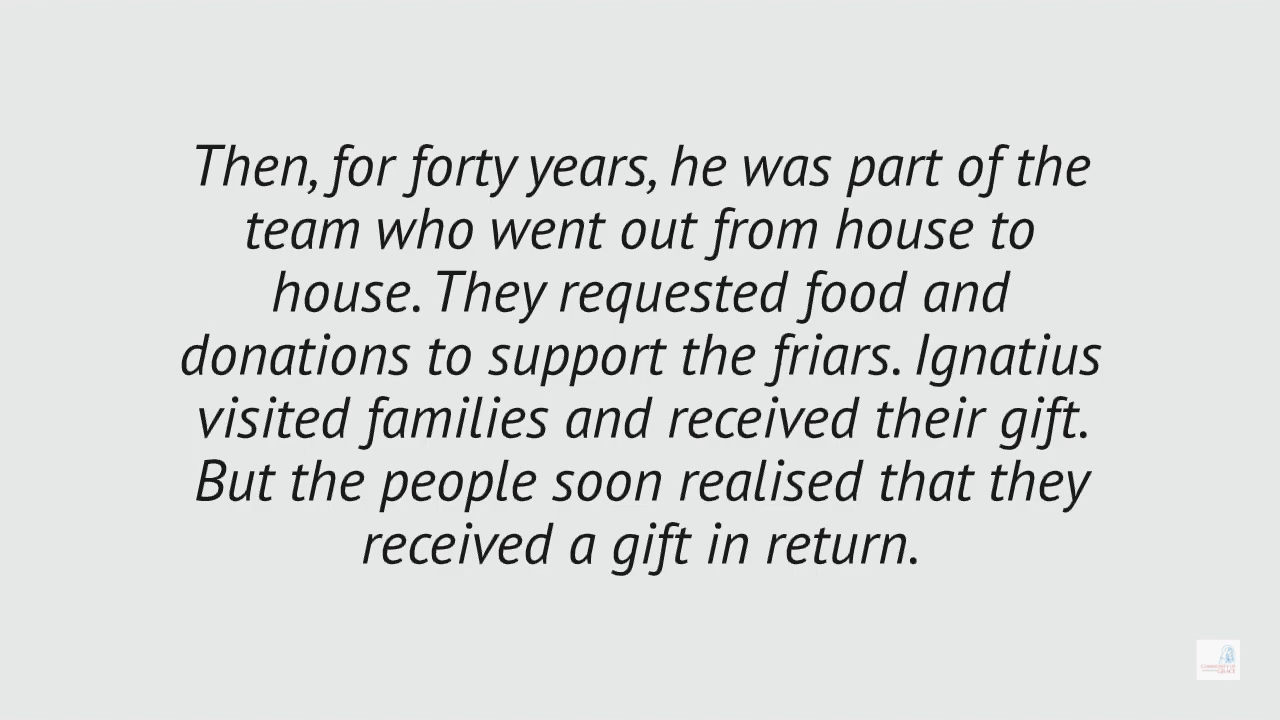 Then, for forty years, he was part of the
team who went out from house to
house. They requested food and
donations to support the friars. Ignatius
visited families and received their gift.
But the people soon realised that they
received a gift in return.
GRACE